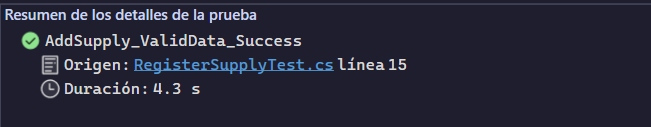 Resumen de los detalles de la prueba
AddSupply_ValidData_Success
Origen: RegisterSupplyTest.cs línea 15
Duración: 4.3 s